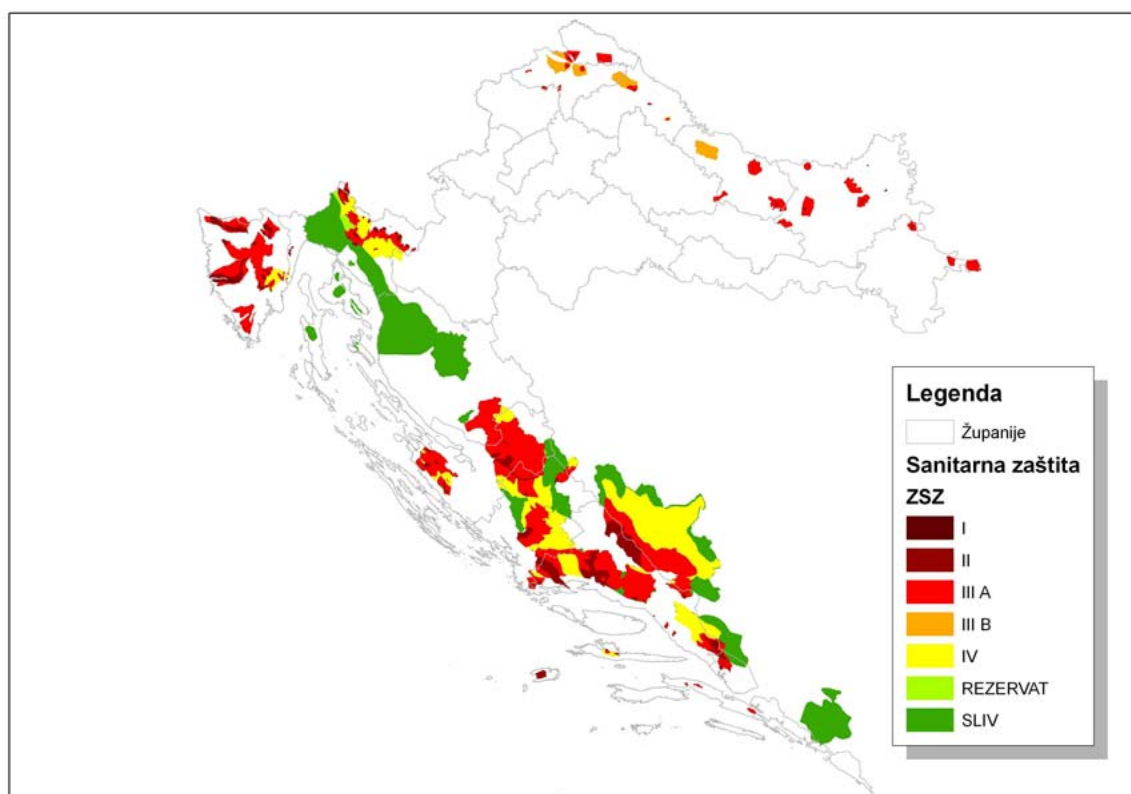 Legenda
Županije
Sanitarna zaštita
ZSZ
I
II
III A
III B
IV
REZERVAT
SLIV